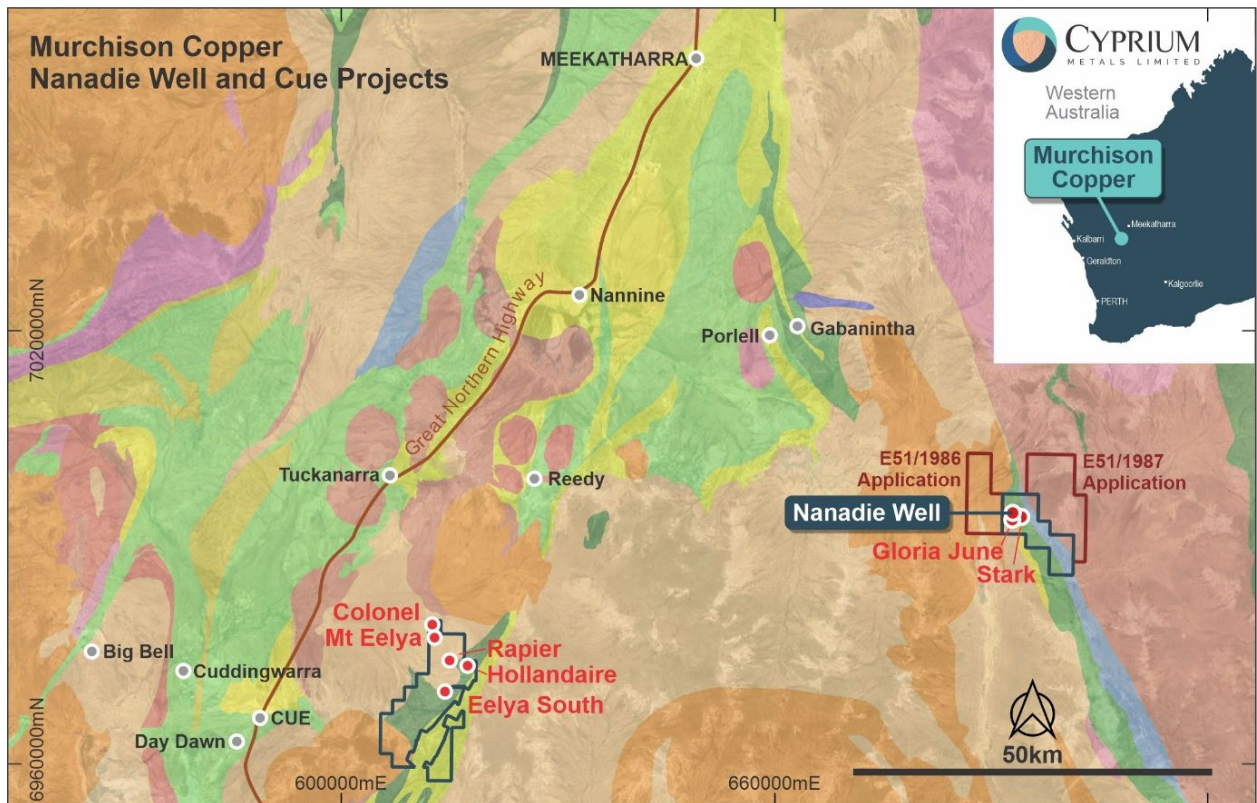 Murchison Copper
Nanadie Well and Cue Projects
MEEKATHARRA
CYPRIUM
METALS LIMITED
Western
Australia
Murchison
Copper
Meekatharra
Kalbarri
Geraldton
Kalgoorlie
PERTH
7020000mN
Great Northern Highway
Nannine
Porlell
Gabanintha
Tuckanarra
Reedy
E51/1986
Application
E51/1987
Application
Nanadie Well
Gloria June
Stark
Colonel
Mt Eelya
Rapier
Hollandaire
Eelya South
Big Bell
Cuddingwarra
CUE
Day Dawn
6960000mN
600000mE
660000mE
50km